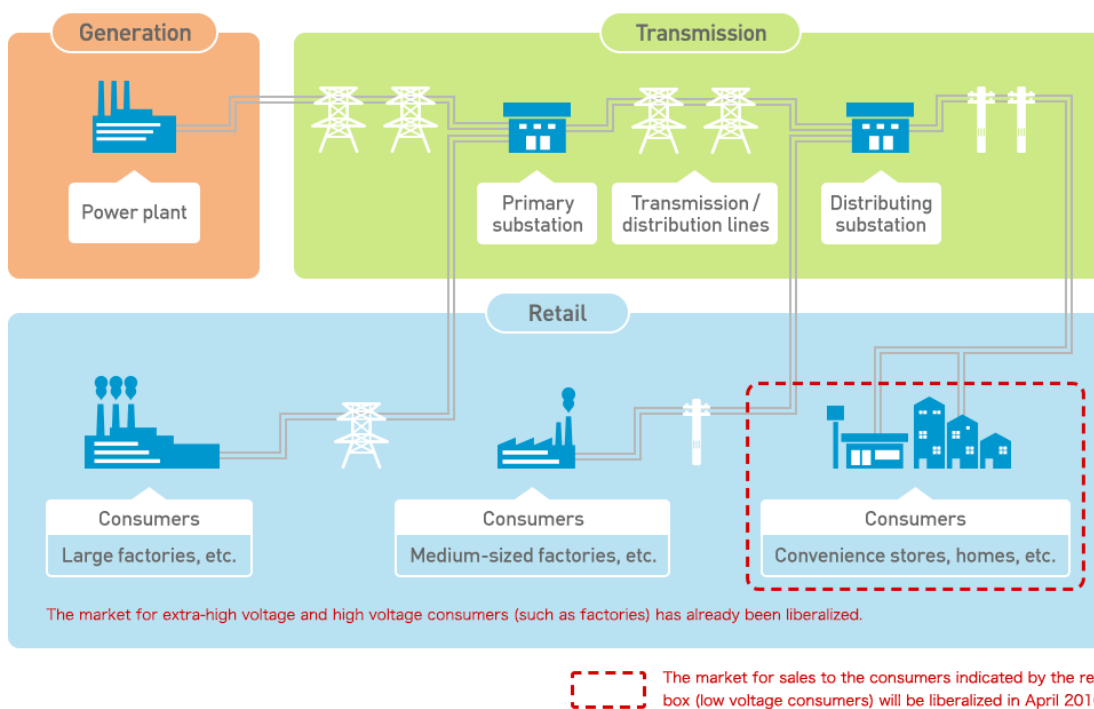 Generation
Transmission
Power plant
Primary
substation
Transmission /
distribution lines
Distributing
substation
Retail
Consumers
Large factories, etc.
Consumers
Medium-sized factories, etc.
Consumers
Convenience stores, homes, etc.
The market for extra-high voltage and high voltage consumers (such as factories) has already been liberalized.
The market for sales to the consumers indicated by the
box (low voltage consumers) will be liberalized in April